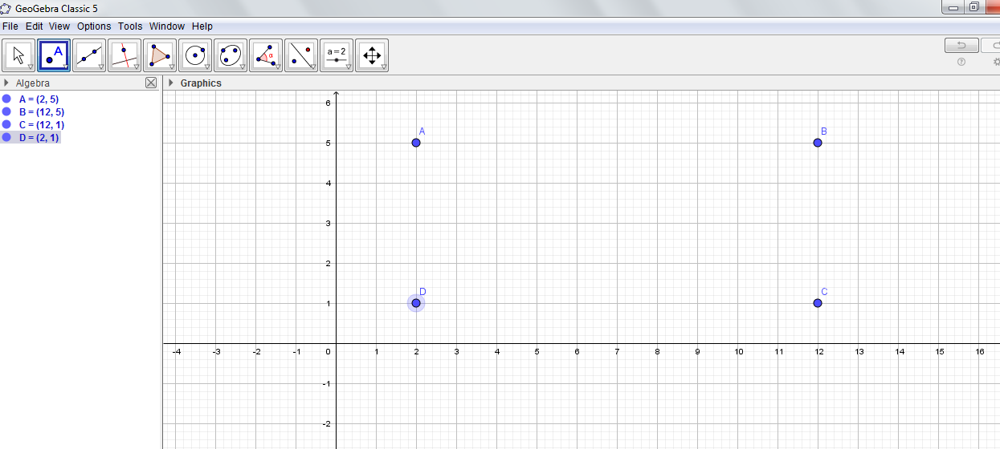 GeoGebra Classic 5
File Edit View Options Tools Window Help
A
α
a=2
Algebra
Graphics
A = (2, 5)
B = (12, 5)
C = (12, 1)
D = (2, 1)
6
A
B
5
4
3
2
D
C
1
-4 -3 -2 -1 0 1 2 3 4 5 6 7 8 9 10 11 12 13 14 15 16
-1
-2